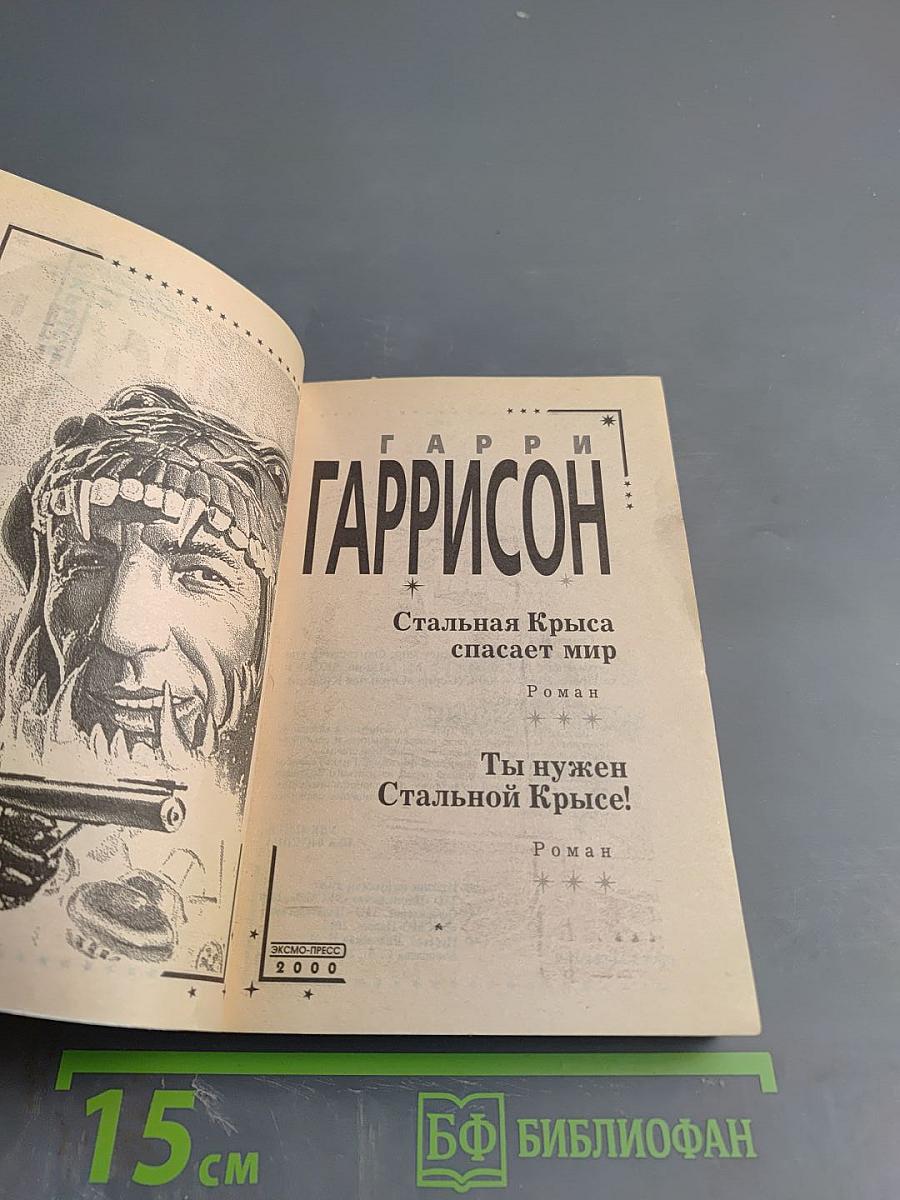 ГАРРИ
ГАРРИСОН
Стальная Крыса
спасает мир
Роман
Ты нужен
Стальной Крысе!
Роман
ЭКСМО-ПРЕСС
2000
15 см
БФ БИБЛИОФАН